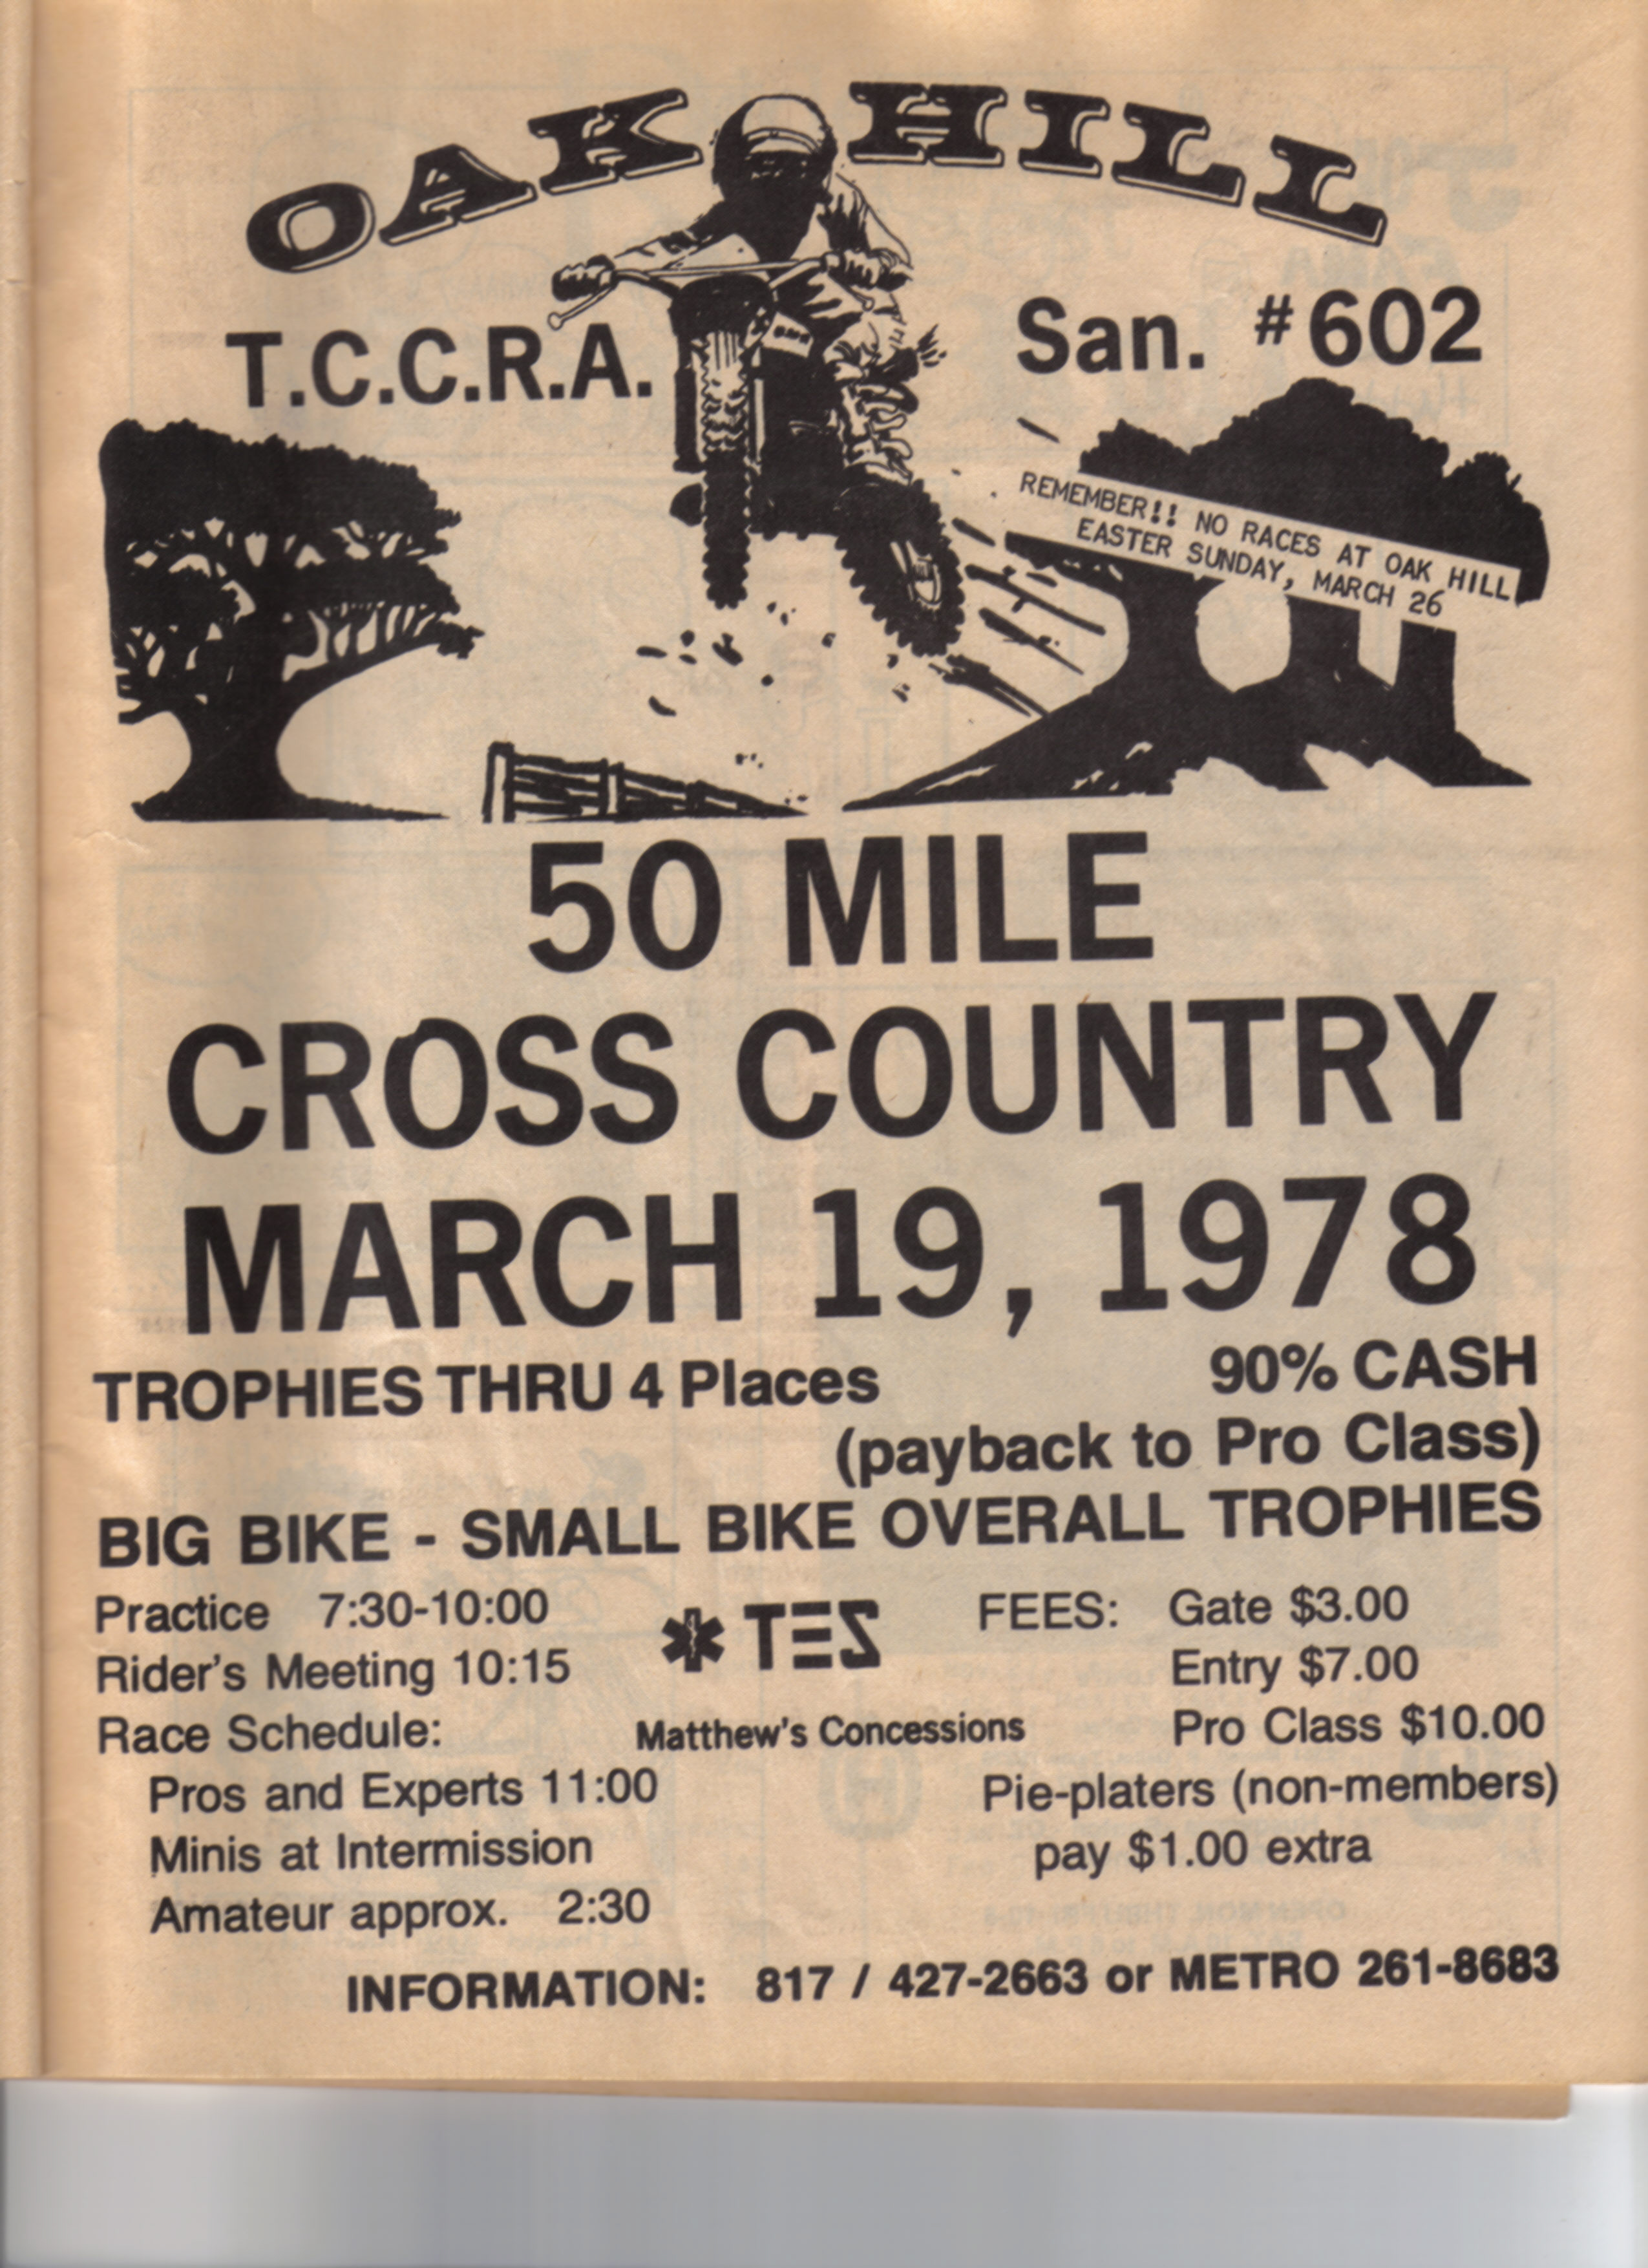 OAK HILL
T.C.C.R.A.
San. #602
REMEMBER!! NO RACES AT OAK HILL
EASTER SUNDAY, MARCH 26
50 MILE
CROSS COUNTRY
MARCH 19, 1978
TROPHIES THRU 4 Places
90% CASH
(payback to Pro Class)
BIG BIKE - SMALL BIKE OVERALL TROPHIES
Practice 7:30-10:00
Rider's Meeting 10:15
Race Schedule:
Pros and Experts 11:00
Minis at Intermission
Amateur approx. 2:30
TES
Matthew's Concessions
FEES: Gate $3.00
Entry $7.00
Pro Class $10.00
Pie-platers (non-members)
pay $1.00 extra
INFORMATION: 817 / 427-2663 or METRO 261-8683